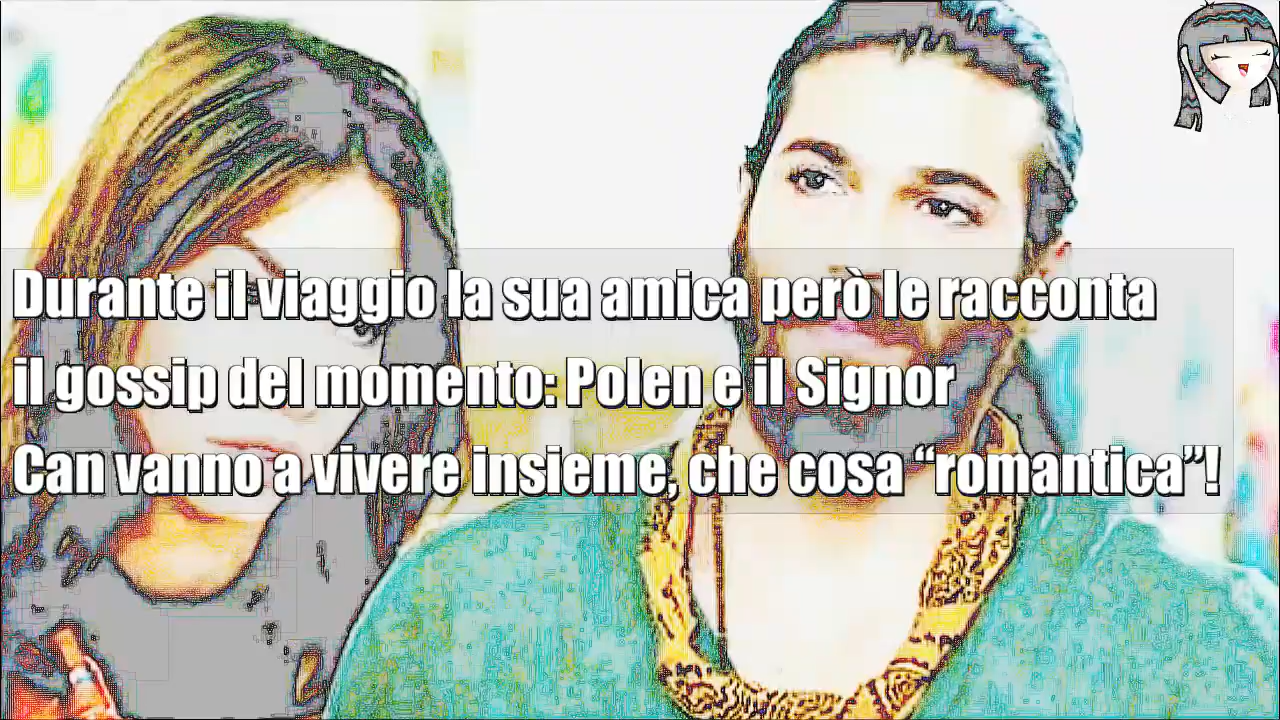 Durante il viaggio la sua amica però le racconta
il gossip del momento: Polen e il Signor
Can vanno a vivere insieme, che cosa “romantica”!